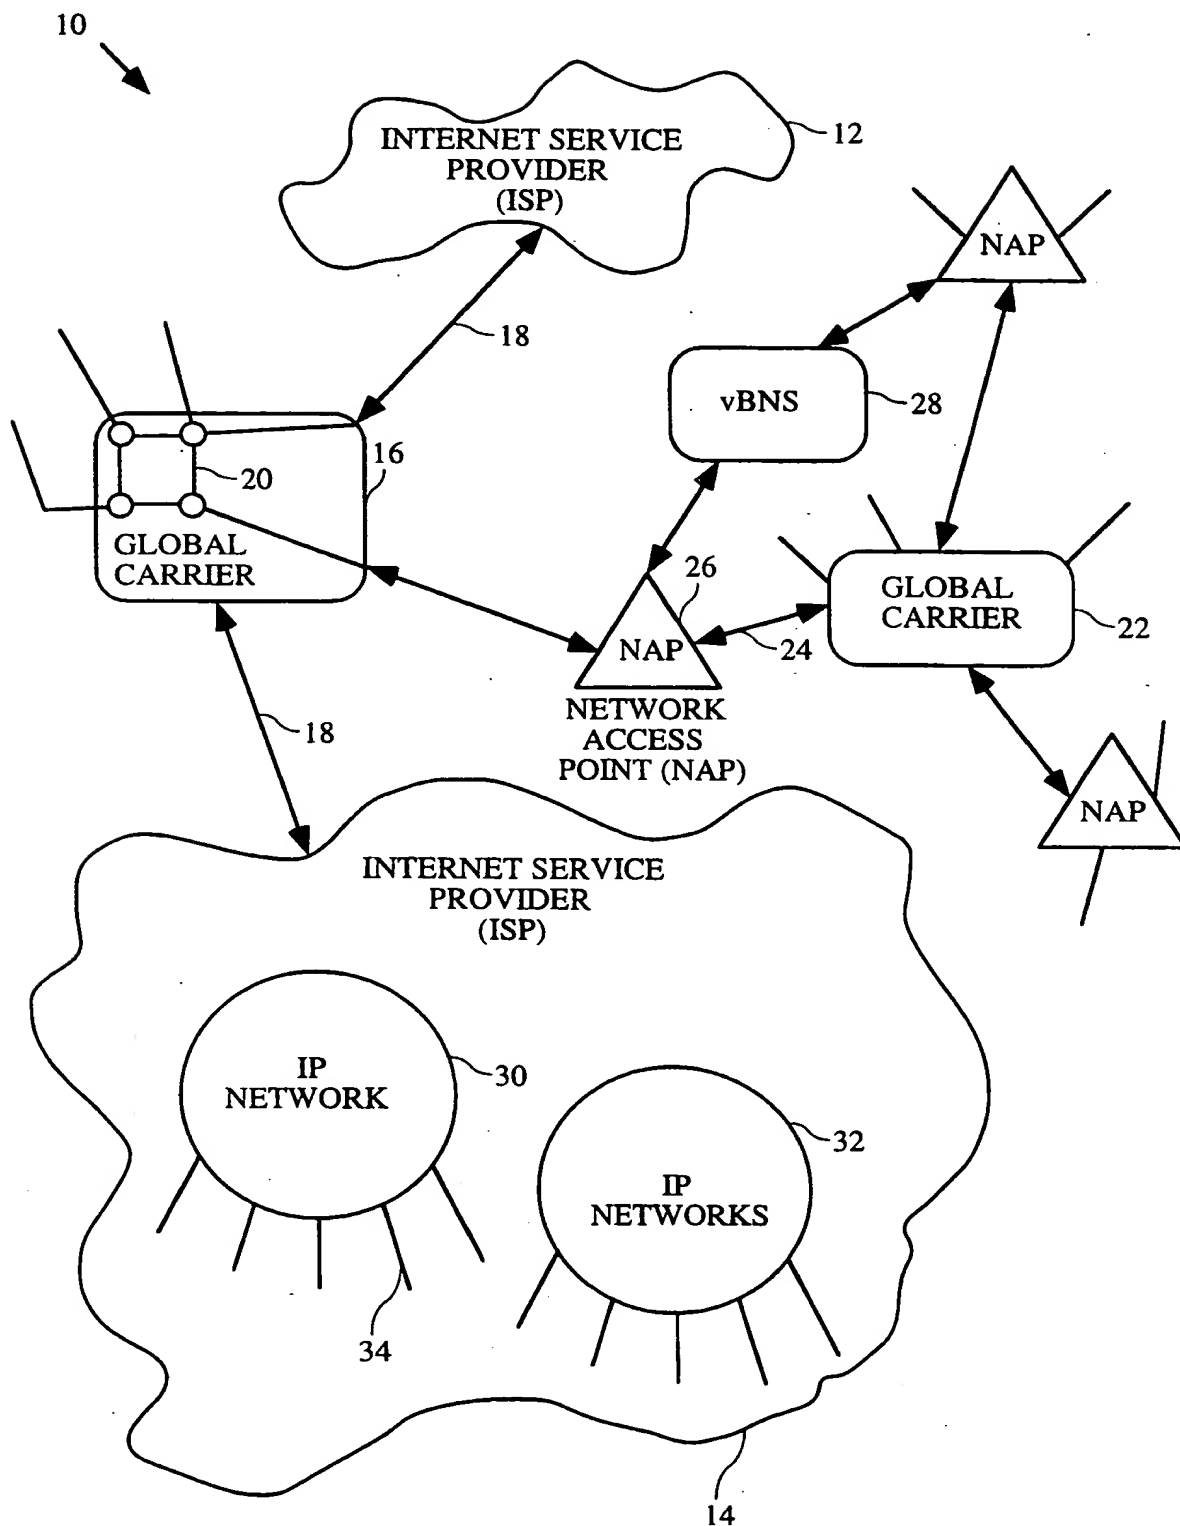 10
INTERNET SERVICE
PROVIDER
(ISP)
12
NAP
18
vBNS
28
16
20
GLOBAL
CARRIER
26
GLOBAL
CARRIER
22
NAP
24
NETWORK
ACCESS
POINT (NAP)
18
NAP
INTERNET SERVICE
PROVIDER
(ISP)
IP
NETWORK
30
32
IP
NETWORKS
34
14